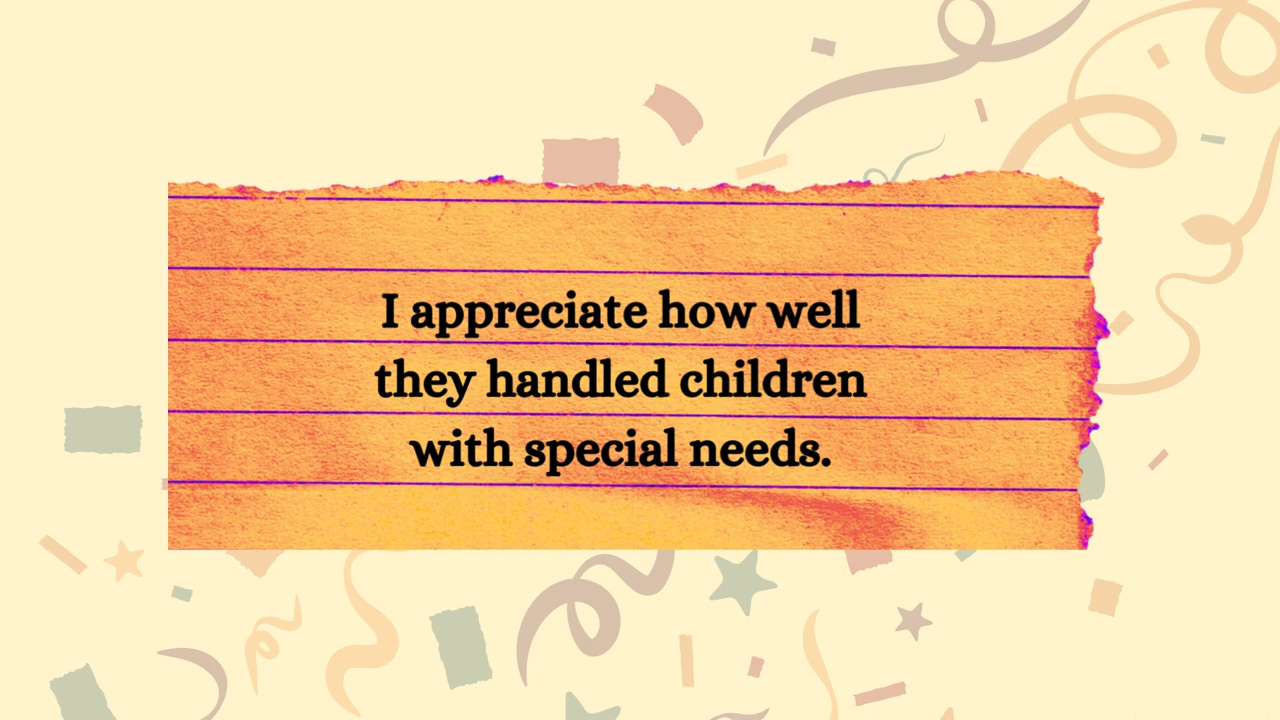 I appreciate how well
they handled children
with special needs.